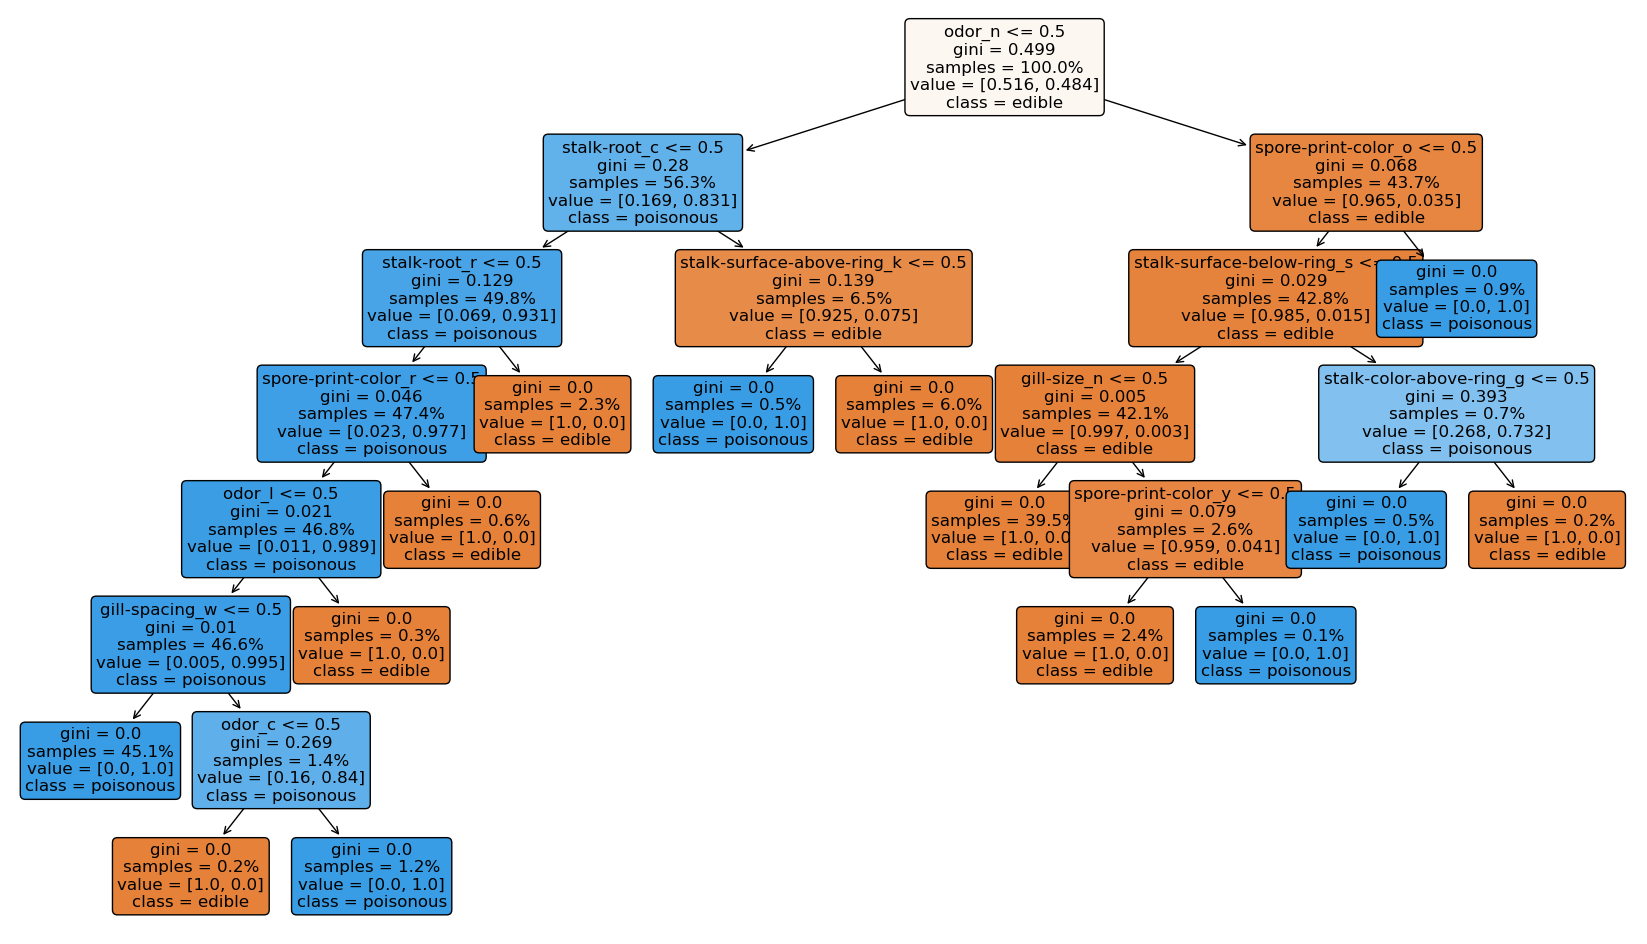 odor_n <= 0.5
gini = 0.499
samples = 100.0%
value = [0.516, 0.484]
class = edible
stalk-root_c <= 0.5
gini = 0.28
samples = 56.3%
value = [0.169, 0.831]
class = poisonous
spore-print-color_o <= 0.5
gini = 0.068
samples = 43.7%
value = [0.965, 0.035]
class = edible
stalk-root_r <= 0.5
gini = 0.129
samples = 49.8%
value = [0.069, 0.931]
class = poisonous
stalk-surface-above-ring_k <= 0.5
gini = 0.139
samples = 6.5%
value = [0.925, 0.075]
class = edible
stalk-surface-below-ring_s <= 0.5
gini = 0.029
samples = 42.8%
value = [0.985, 0.015]
class = edible
gini = 0.0
samples = 0.9%
value = [0.0, 1.0]
class = poisonous
spore-print-color_r <= 0.5
gini = 0.046
samples = 47.4%
value = [0.023, 0.977]
class = poisonous
gini = 0.0
samples = 2.3%
value = [1.0, 0.0]
class = edible
gini = 0.0
samples = 0.5%
value = [0.0, 1.0]
class = poisonous
gini = 0.0
samples = 6.0%
value = [1.0, 0.0]
class = edible
gill-size_n <= 0.5
gini = 0.005
samples = 42.1%
value = [0.997, 0.003]
class = edible
stalk-color-above-ring_g <= 0.5
gini = 0.393
samples = 0.7%
value = [0.268, 0.732]
class = poisonous
odor_l <= 0.5
gini = 0.021
samples = 46.8%
value = [0.011, 0.989]
class = poisonous
gini = 0.0
samples = 0.6%
value = [1.0, 0.0]
class = edible
gini = 0.0
samples = 39.5%
value = [1.0, 0.0
class = edible
spore-print-color_y <= 0.5
gini = 0.079
samples = 2.6%
value = [0.959, 0.041]
class = edible
gini = 0.0
samples = 0.5%
value = [0.0, 1.0]
class = poisonous
gini = 0.0
samples = 0.2%
value = [1.0, 0.0]
class = edible
gill-spacing_w <= 0.5
gini = 0.01
samples = 46.6%
value = [0.005, 0.995]
class = poisonous
gini = 0.0
samples = 0.3%
value = [1.0, 0.0]
class = edible
gini = 0.0
samples = 2.4%
value = [1.0, 0.0]
class = edible
gini = 0.0
samples = 0.1%
value = [0.0, 1.0]
class = poisonous
gini = 0.0
samples = 45.1%
value = [0.0, 1.0]
class = poisonous
odor_c <= 0.5
gini = 0.269
samples = 1.4%
value = [0.16, 0.84]
class = poisonous
gini = 0.0
samples = 0.2%
value = [1.0, 0.0]
class = edible
gini = 0.0
samples = 1.2%
value = [0.0, 1.0]
class = poisonous